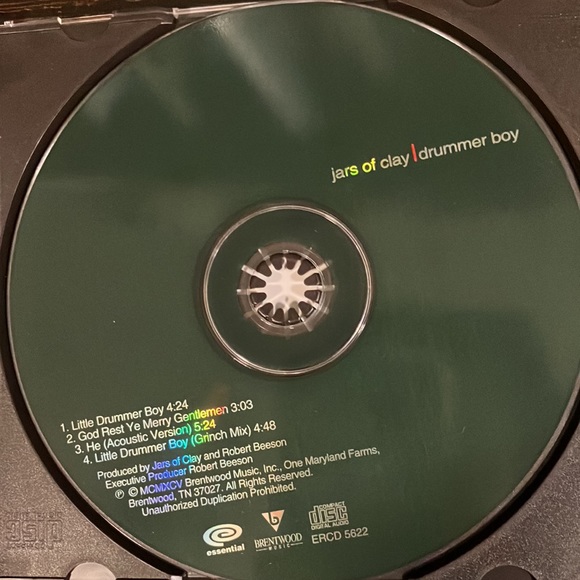 jars of clay|drummer boy
1. Little Drummer Boy 4:24
2. God Rest Ye Merry Gentlemen 3:03
3. He (Acoustic Version) 5:24
4. Little Drummer Boy (Grinch Mix) 4:48
Produced by Jars of Clay and Robert Beeson
Executive Producer Robert Beeson
℗ © MCMXCV Brentwood Music, Inc., One Maryland Farms,
Brentwood, TN 37027. All Rights Reserved.
Unauthorized Duplication Prohibited.
essential
b
BRENTWOOD
MUSIC
COMPACT
disc
DIGITAL AUDIO
ERCD 5622
disc